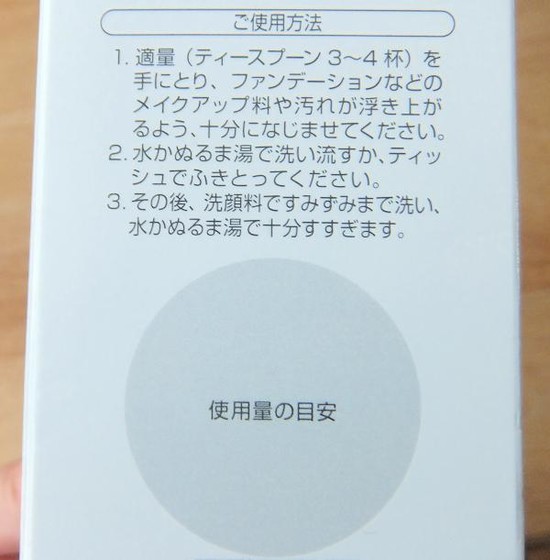 ご使用方法
1. 適量（ティースプーン3〜4杯）を
手にとり、ファンデーションなどの
メイクアップ料や汚れが浮き上が
るよう、十分になじませてください。
2. 水かぬるま湯で洗い流すか、ティッ
シュでふきとってください。
3. その後、洗顔料ですみずみまで洗い、
水かぬるま湯で十分すすぎます。
使用量の目安